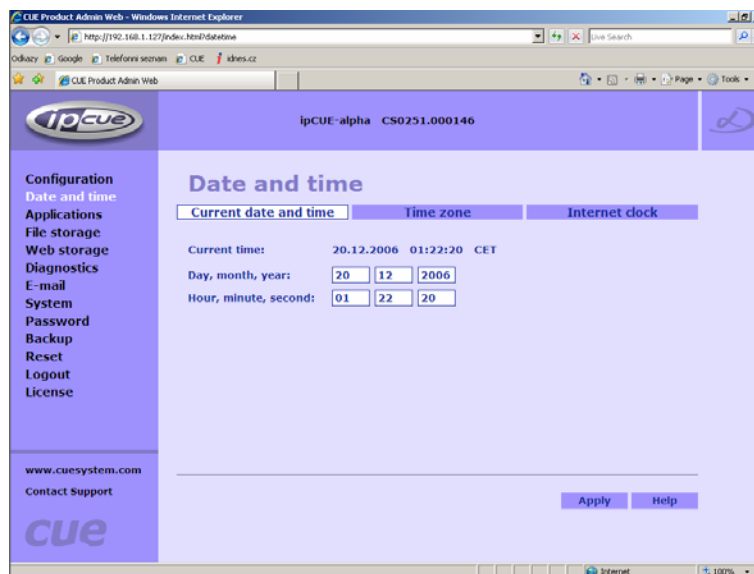 CUE Product Admin Web - Windows Internet Explorer
http://192.168.1.127/index.html?datetime
Live Search
Odkazy Google Telefonní seznam CUE idnes.cz
CUE Product Admin Web
Page Tools
ipcue
ipCUE-alpha CS0251.000146
Configuration
Date and time
Applications
File storage
Web storage
Diagnostics
E-mail
System
Password
Backup
Reset
Logout
License
www.cuesystem.com
Contact Support
cue
Date and time
Current date and time Time zone Internet clock
Current time: 20.12.2006 01:22:20 CET
Day, month, year: 20 12 2006
Hour, minute, second: 01 22 20
Apply Help
Internet 100%